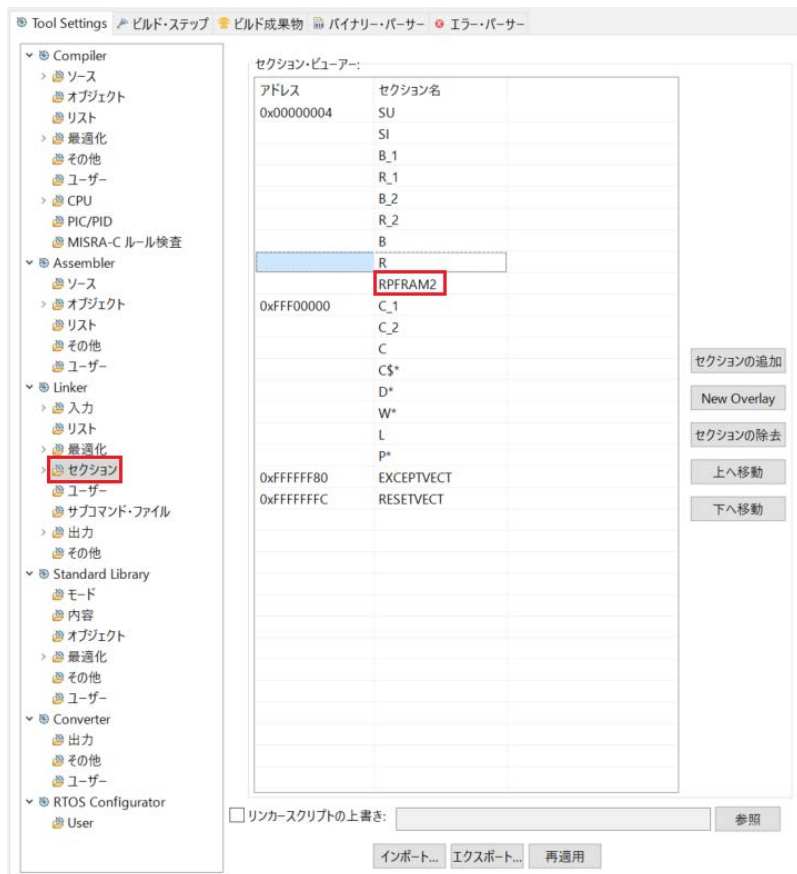 Tool Settings ビルド・ステップ ビルド成果物 バイナリー・パーサー エラー・パーサー
Compiler
ソース
オブジェクト
リスト
最適化
その他
ユーザー
CPU
PIC/PID
MISRA-C ルール検査
Assembler
ソース
オブジェクト
リスト
その他
ユーザー
Linker
入力
リスト
最適化
セクション
ユーザー
サブコマンド・ファイル
出力
その他
Standard Library
モード
内容
オブジェクト
最適化
その他
ユーザー
Converter
出力
その他
ユーザー
RTOS Configurator
User
セクション・ビューアー:
アドレス セクション名
0x00000004 SU
SI
B_1
R_1
B_2
R_2
B
R
RPFRAM2
0xFFF00000 C_1
C_2
C
C$*
D*
W*
L
P*
0xFFFFFF80 EXCEPTVECT
0xFFFFFFFC RESETVECT
セクションの追加
New Overlay
セクションの除去
上へ移動
下へ移動
リンカースクリプトの上書き: 参照
インポート... エクスポート... 再適用